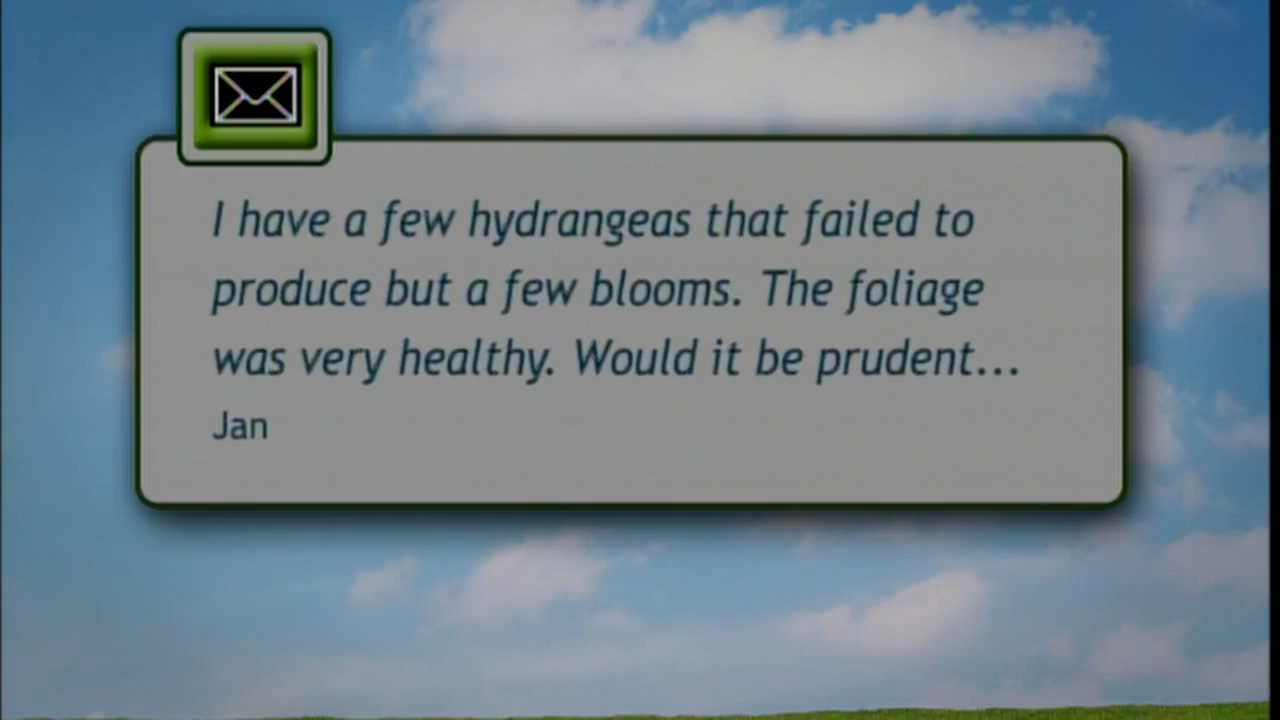 I have a few hydrangeas that failed to
produce but a few blooms. The foliage
was very healthy. Would it be prudent...
Jan